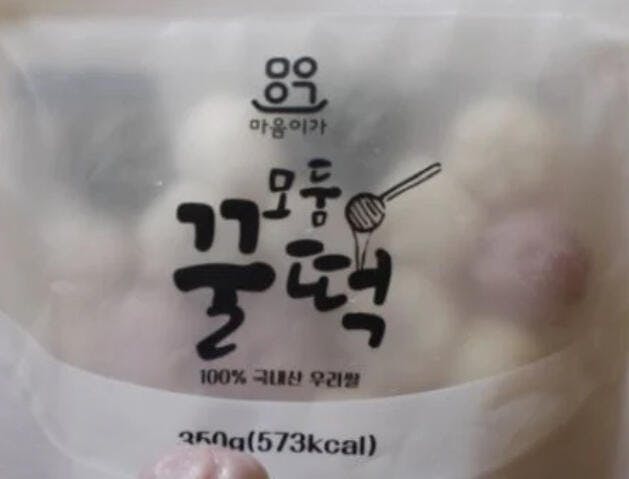 마음이가
모둠
꿀떡
100% 국내산 우리쌀
350g(573kcal)